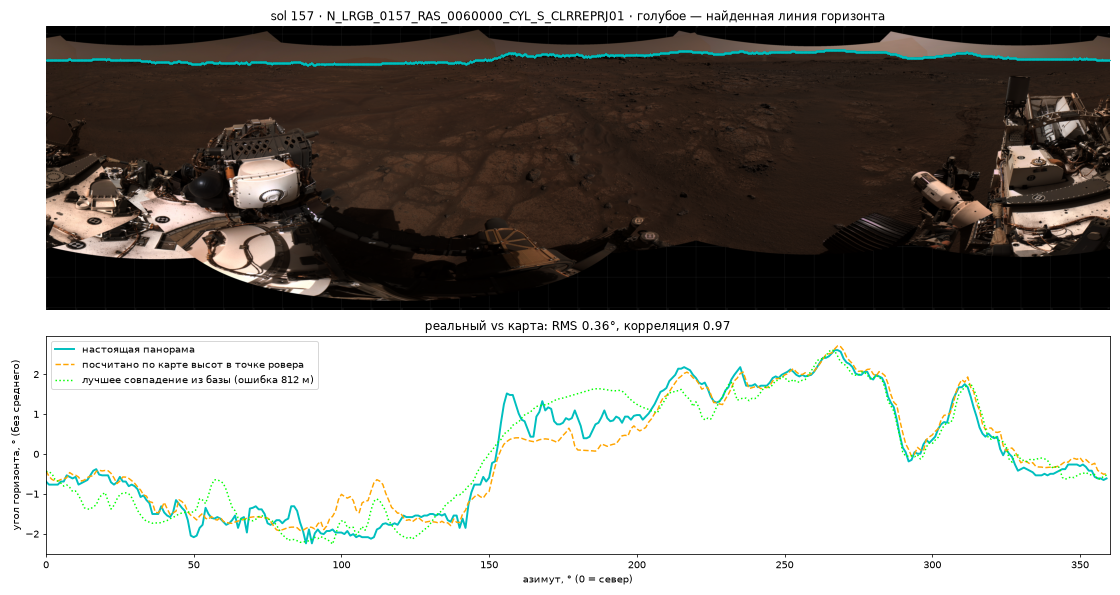 sol 157 · N_LRGB_0157_RAS_0060000_CYL_S_CLRREPRJ01 · голубое — найденная линия горизонта
реальный vs карта: RMS 0.36°, корреляция 0.97
настоящая панорама
посчитано по карте высот в точке ровера
лучшее совпадение из базы (ошибка 812 м)
угол горизонта, ° (без среднего)
2
1
0
−1
−2
0
50
100
150
200
250
300
350
азимут, ° (0 = север)